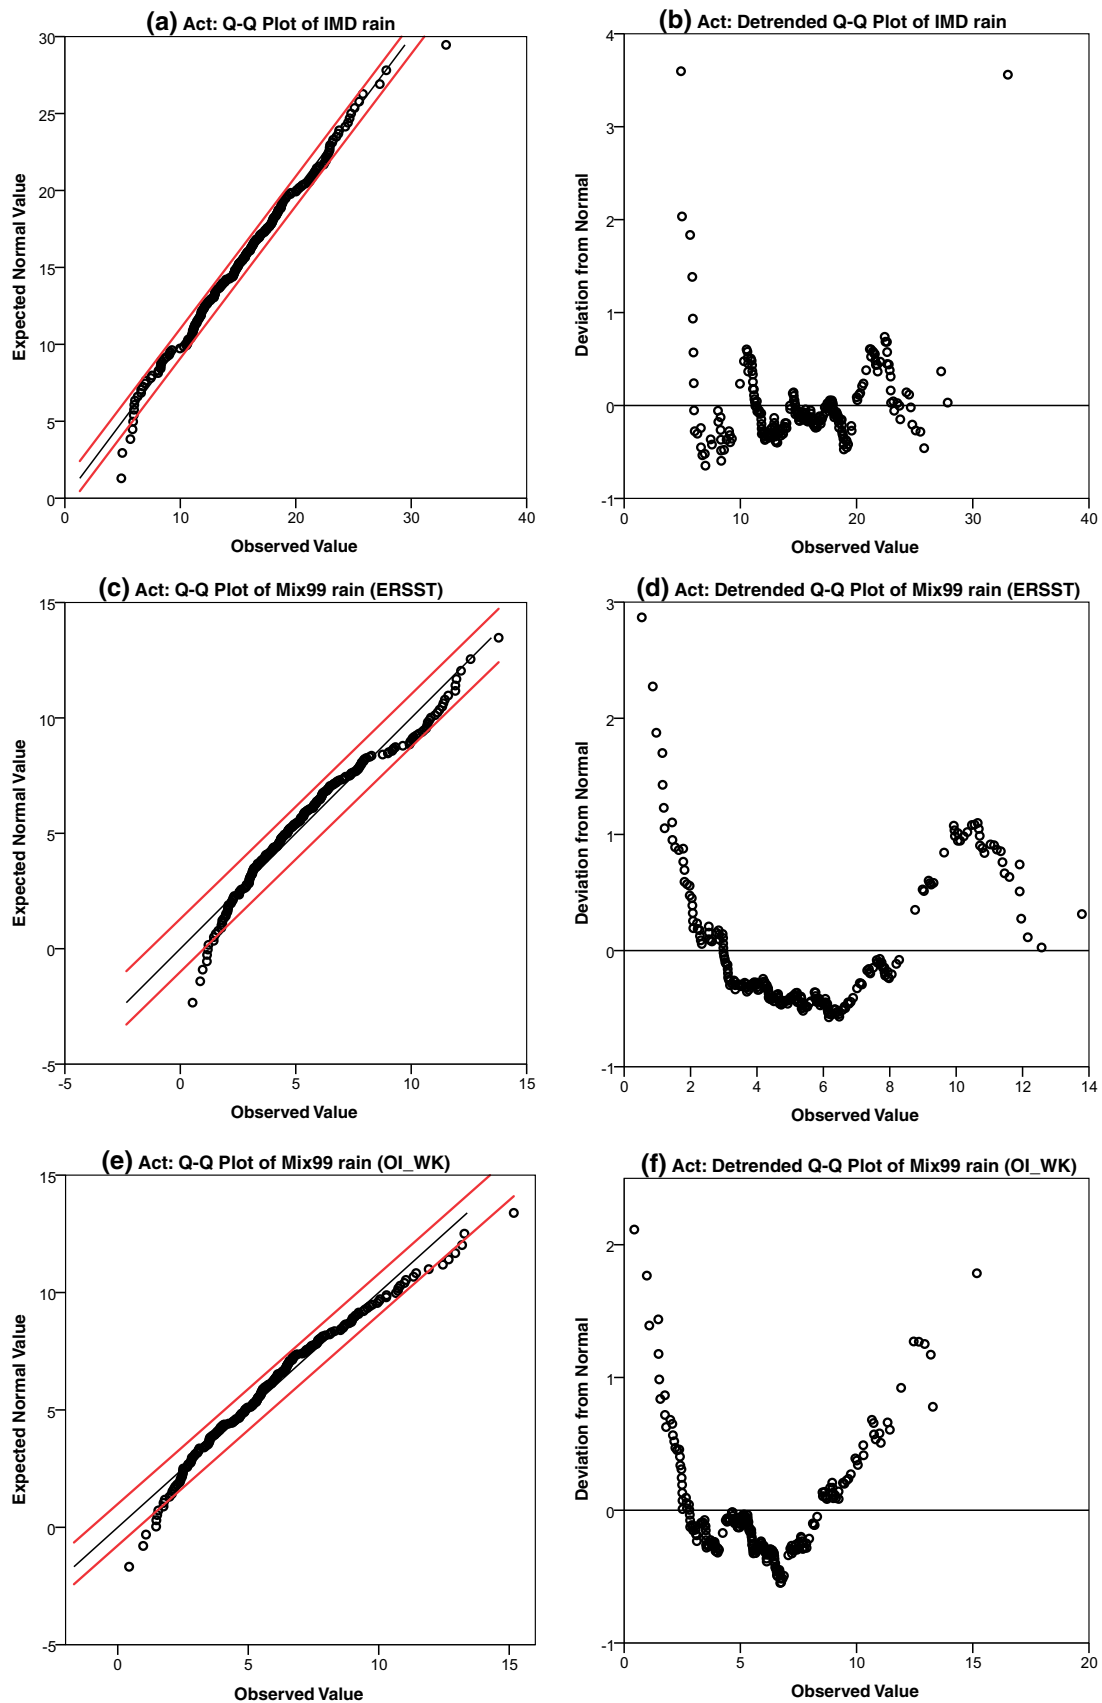 (a) Act: Q-Q Plot of IMD rain
30
25
20
15
10
5
0
0 10 20 30 40
Expected Normal Value
Observed Value
(b) Act: Detrended Q-Q Plot of IMD rain
4
3
2
1
0
-1
0 10 20 30 40
Deviation from Normal
Observed Value
(c) Act: Q-Q Plot of Mix99 rain (ERSST)
15
10
5
0
-5
-5 0 5 10 15
Expected Normal Value
Observed Value
(d) Act: Detrended Q-Q Plot of Mix99 rain (ERSST)
3
2
1
0
-1
0 2 4 6 8 10 12 14
Deviation from Normal
Observed Value
(e) Act: Q-Q Plot of Mix99 rain (OI_WK)
15
10
5
0
-5
0 5 10 15
Expected Normal Value
Observed Value
(f) Act: Detrended Q-Q Plot of Mix99 rain (OI_WK)
2
1
0
-1
0 5 10 15 20
Deviation from Normal
Observed Value